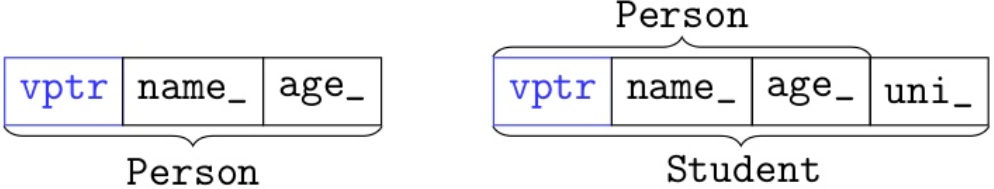 Person
vptr name_ age_ vptr name_ age_ uni_
Person Student